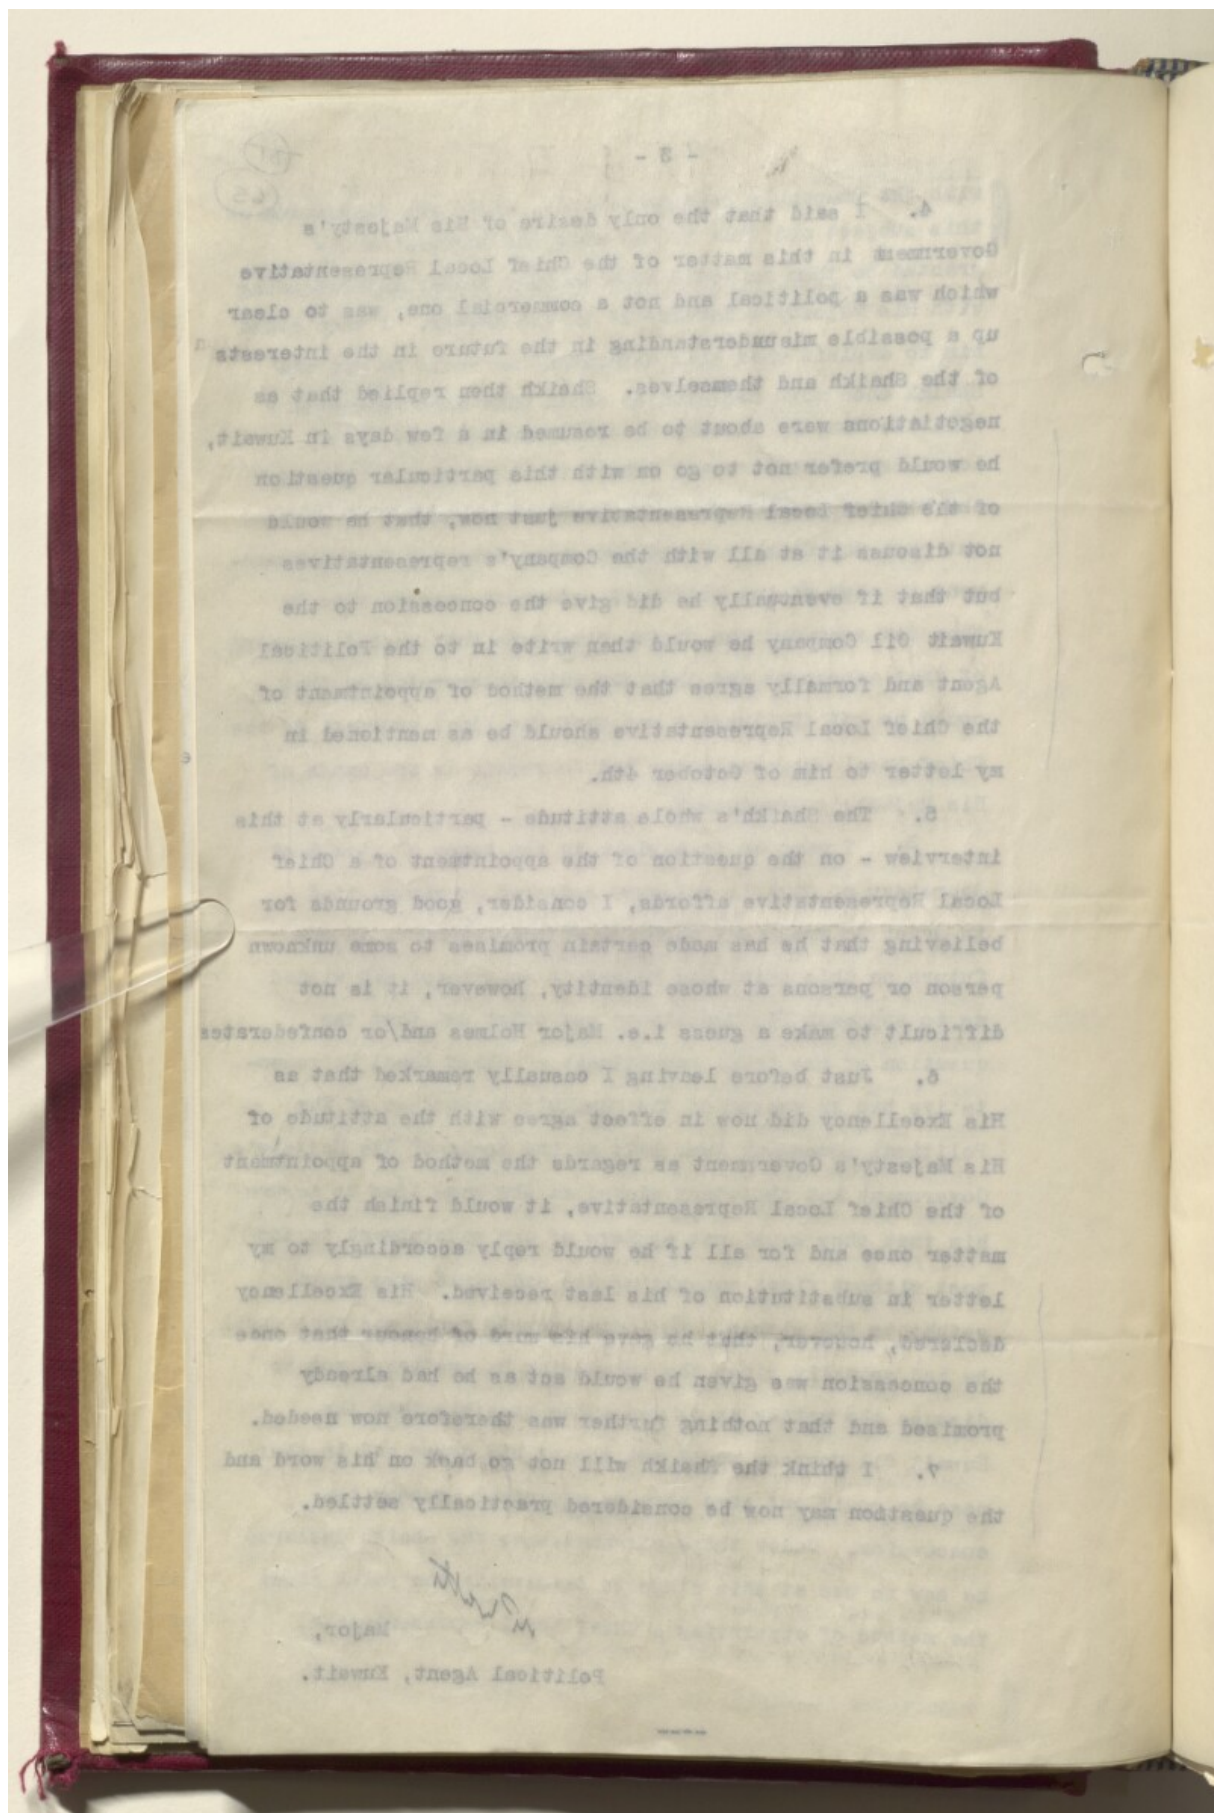 - 3 -
4. I said that the only desire of His Majesty's
Government in this matter of the Chief Local Representative
which was a political and not a commercial one, was to clear
up a possible misunderstanding in the future in the interests
of the Shaikh and themselves. Shaikh then replied that as
negotiations were about to be resumed in a few days in Kuwait,
he would prefer not to go on with this particular question
of the Chief Local Representative just now, that he would
not discuss it at all with the Company's representatives
but that if eventually he did give the concession to the
Kuwait Oil Company he would then write in to the Political
Agent and formally agree that the method of appointment of
the Chief Local Representative should be as mentioned in
my letter to him of October 4th.
5. The Shaikh's whole attitude - particularly at this
interview - on the question of the appointment of a Chief
Local Representative affords, I consider, good grounds for
believing that he has made certain promises to some unknown
person or persons at whose identity, however, it is not
difficult to make a guess i.e. Major Holmes and/or confederates
6. Just before leaving I casually remarked that as
His Excellency did now in effect agree with the attitude of
His Majesty's Government as regards the method of appointment
of the Chief Local Representative, it would finish the
matter once and for all if he would reply accordingly to my
letter in substitution of his last received. His Excellency
declared, however, that he gave his word of honour that once
the concession was given he would act as he had already
promised and that nothing further was therefore now needed.
7. I think the Shaikh will not go back on his word and
the question may now be considered practically settled.
Major,
Political Agent, Kuwait.
----